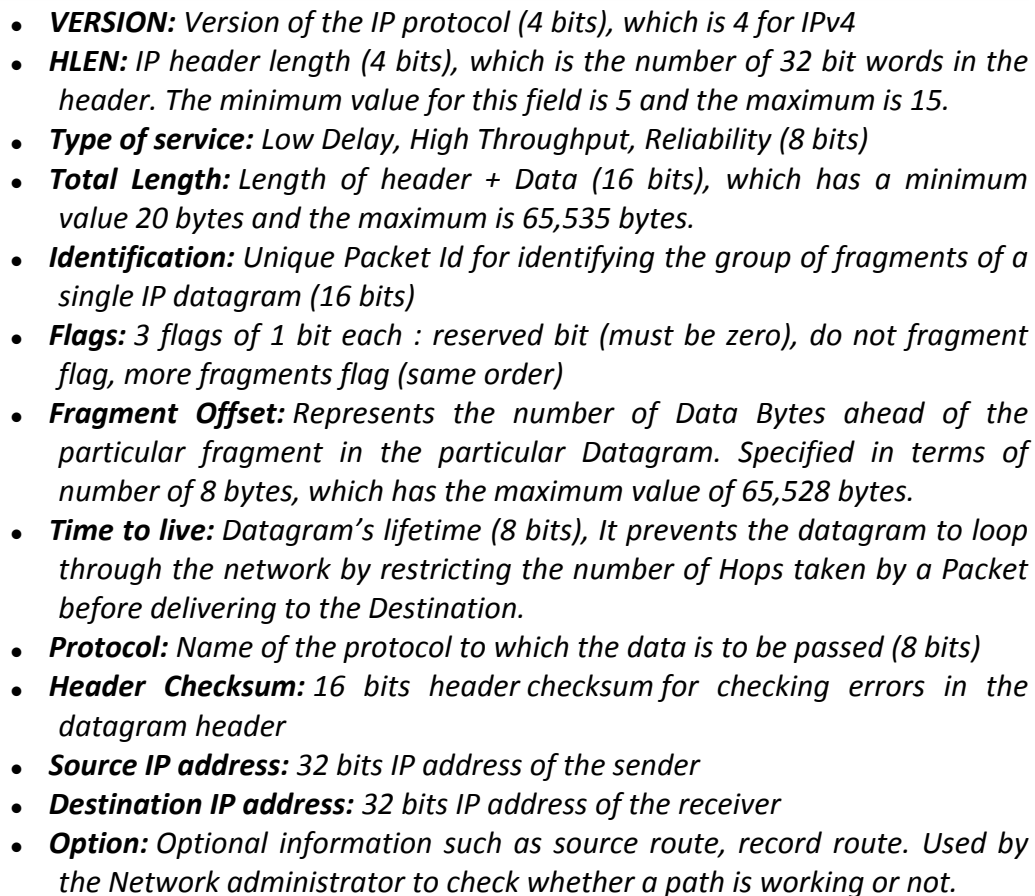 ● VERSION: Version of the IP protocol (4 bits), which is 4 for IPv4
● HLEN: IP header length (4 bits), which is the number of 32 bit words in the
header. The minimum value for this field is 5 and the maximum is 15.
● Type of service: Low Delay, High Throughput, Reliability (8 bits)
● Total Length: Length of header + Data (16 bits), which has a minimum
value 20 bytes and the maximum is 65,535 bytes.
● Identification: Unique Packet Id for identifying the group of fragments of a
single IP datagram (16 bits)
● Flags: 3 flags of 1 bit each : reserved bit (must be zero), do not fragment
flag, more fragments flag (same order)
● Fragment Offset: Represents the number of Data Bytes ahead of the
particular fragment in the particular Datagram. Specified in terms of
number of 8 bytes, which has the maximum value of 65,528 bytes.
● Time to live: Datagram’s lifetime (8 bits), It prevents the datagram to loop
through the network by restricting the number of Hops taken by a Packet
before delivering to the Destination.
● Protocol: Name of the protocol to which the data is to be passed (8 bits)
● Header Checksum: 16 bits header checksum for checking errors in the
datagram header
● Source IP address: 32 bits IP address of the sender
● Destination IP address: 32 bits IP address of the receiver
● Option: Optional information such as source route, record route. Used by
the Network administrator to check whether a path is working or not.